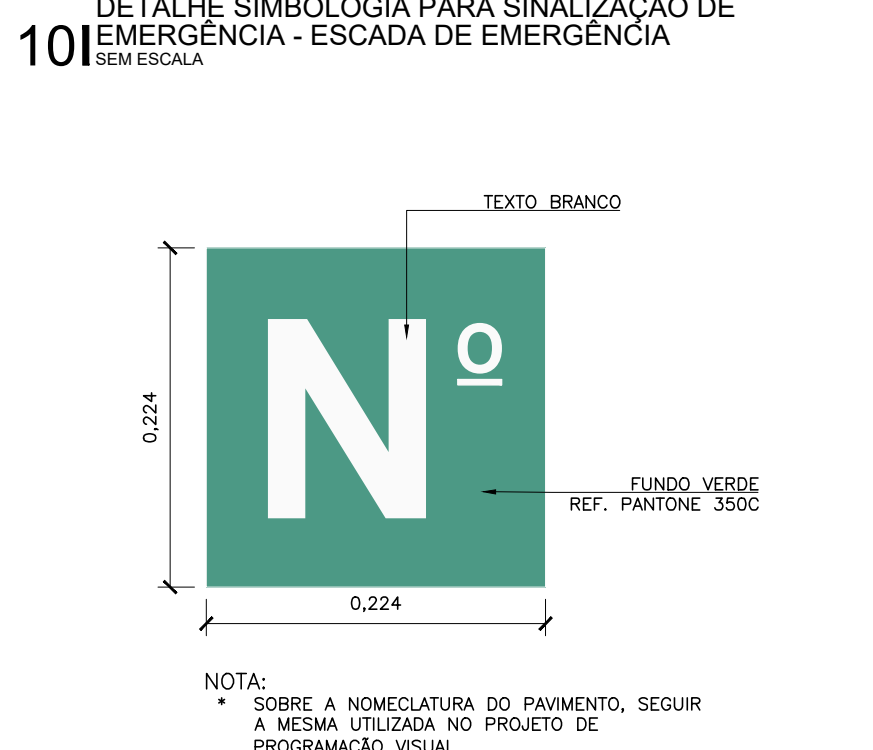 DETALHE SIMBOLOGIA PARA SINALIZAÇÃO DE
10 EMERGÊNCIA - ESCADA DE EMERGÊNCIA
SEM ESCALA
TEXTO BRANCO
Nº
0,224
FUNDO VERDE
REF. PANTONE 350C
0,224
NOTA:
* SOBRE A NOMECLATURA DO PAVIMENTO, SEGUIR
A MESMA UTILIZADA NO PROJETO DE
PROGRAMAÇÃO VISUAL